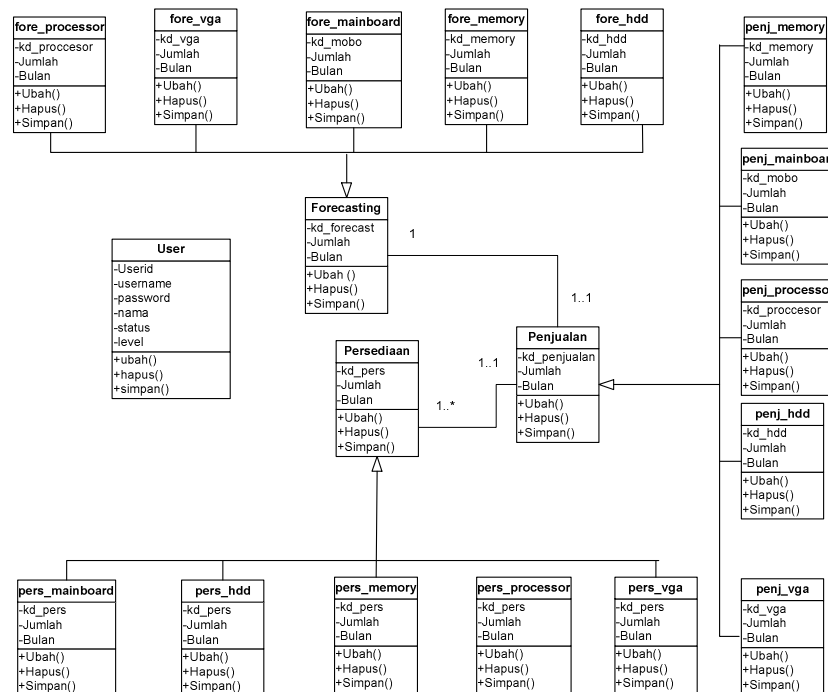 fore_processor
-kd_proccesor
-Jumlah
-Bulan
+Ubah()
+Hapus()
+Simpan()
fore_vga
-kd_vga
-Jumlah
-Bulan
+Ubah()
+Hapus()
+Simpan()
fore_mainboard
-kd_mobo
-Jumlah
-Bulan
+Ubah()
+Hapus()
+Simpan()
fore_memory
-kd_memory
-Jumlah
-Bulan
+Ubah()
+Hapus()
+Simpan()
fore_hdd
-kd_hdd
-Jumlah
-Bulan
+Ubah()
+Hapus()
+Simpan()
penj_memory
-kd_memory
-Jumlah
-Bulan
+Ubah()
+Hapus()
+Simpan()
penj_mainboar
-kd_mobo
-Jumlah
-Bulan
+Ubah()
+Hapus()
+Simpan()
Forecasting
-kd_forecast
-Jumlah
-Bulan
+Ubah ()
+Hapus()
+Simpan()
1
1..1
User
-Userid
-username
-password
-nama
-status
-level
+ubah()
+hapus()
+simpan()
penj_processo
-kd_proccesor
-Jumlah
-Bulan
+Ubah()
+Hapus()
+Simpan()
Persediaan
-kd_pers
-Jumlah
-Bulan
+Ubah()
+Hapus()
+Simpan()
1..1
1..*
Penjualan
-kd_penjualan
-Jumlah
-Bulan
+Ubah()
+Hapus()
+Simpan()
penj_hdd
-kd_hdd
-Jumlah
-Bulan
+Ubah()
+Hapus()
+Simpan()
pers_mainboard
-kd_pers
-Jumlah
-Bulan
+Ubah()
+Hapus()
+Simpan()
pers_hdd
-kd_pers
-Jumlah
-Bulan
+Ubah()
+Hapus()
+Simpan()
pers_memory
-kd_pers
-Jumlah
-Bulan
+Ubah()
+Hapus()
+Simpan()
pers_processor
-kd_pers
-Jumlah
-Bulan
+Ubah()
+Hapus()
+Simpan()
pers_vga
-kd_pers
-Jumlah
-Bulan
+Ubah()
+Hapus()
+Simpan()
penj_vga
-kd_vga
-Jumlah
-Bulan
+Ubah()
+Hapus()
+Simpan()